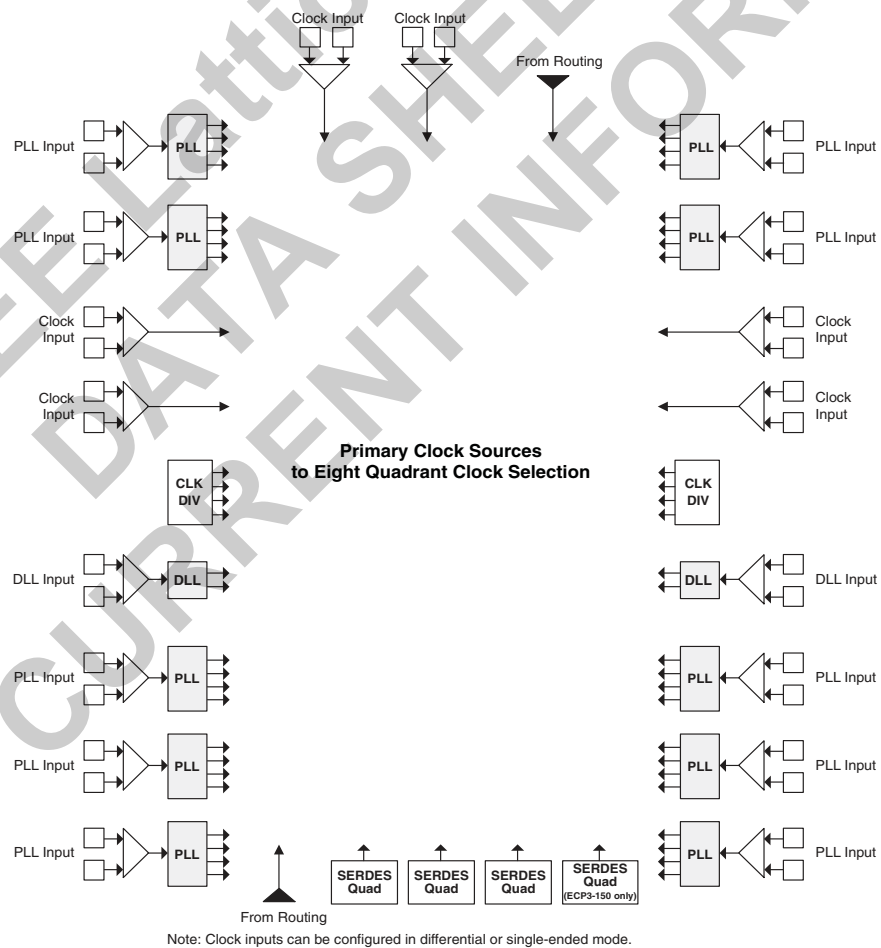 Clock Input Clock Input
From Routing
PLL Input PLL PLL PLL Input
PLL Input PLL PLL PLL Input
Clock Input Clock Input
Clock Input Clock Input
Primary Clock Sources
to Eight Quadrant Clock Selection
CLK DIV CLK DIV
DLL Input DLL DLL DLL Input
PLL Input PLL PLL PLL Input
PLL Input PLL PLL PLL Input
PLL Input PLL PLL PLL Input
SERDES Quad SERDES Quad SERDES Quad SERDES Quad (ECP3-150 only)
From Routing
Note: Clock inputs can be configured in differential or single-ended mode.
DATA SHEE
CURRENT INFOR